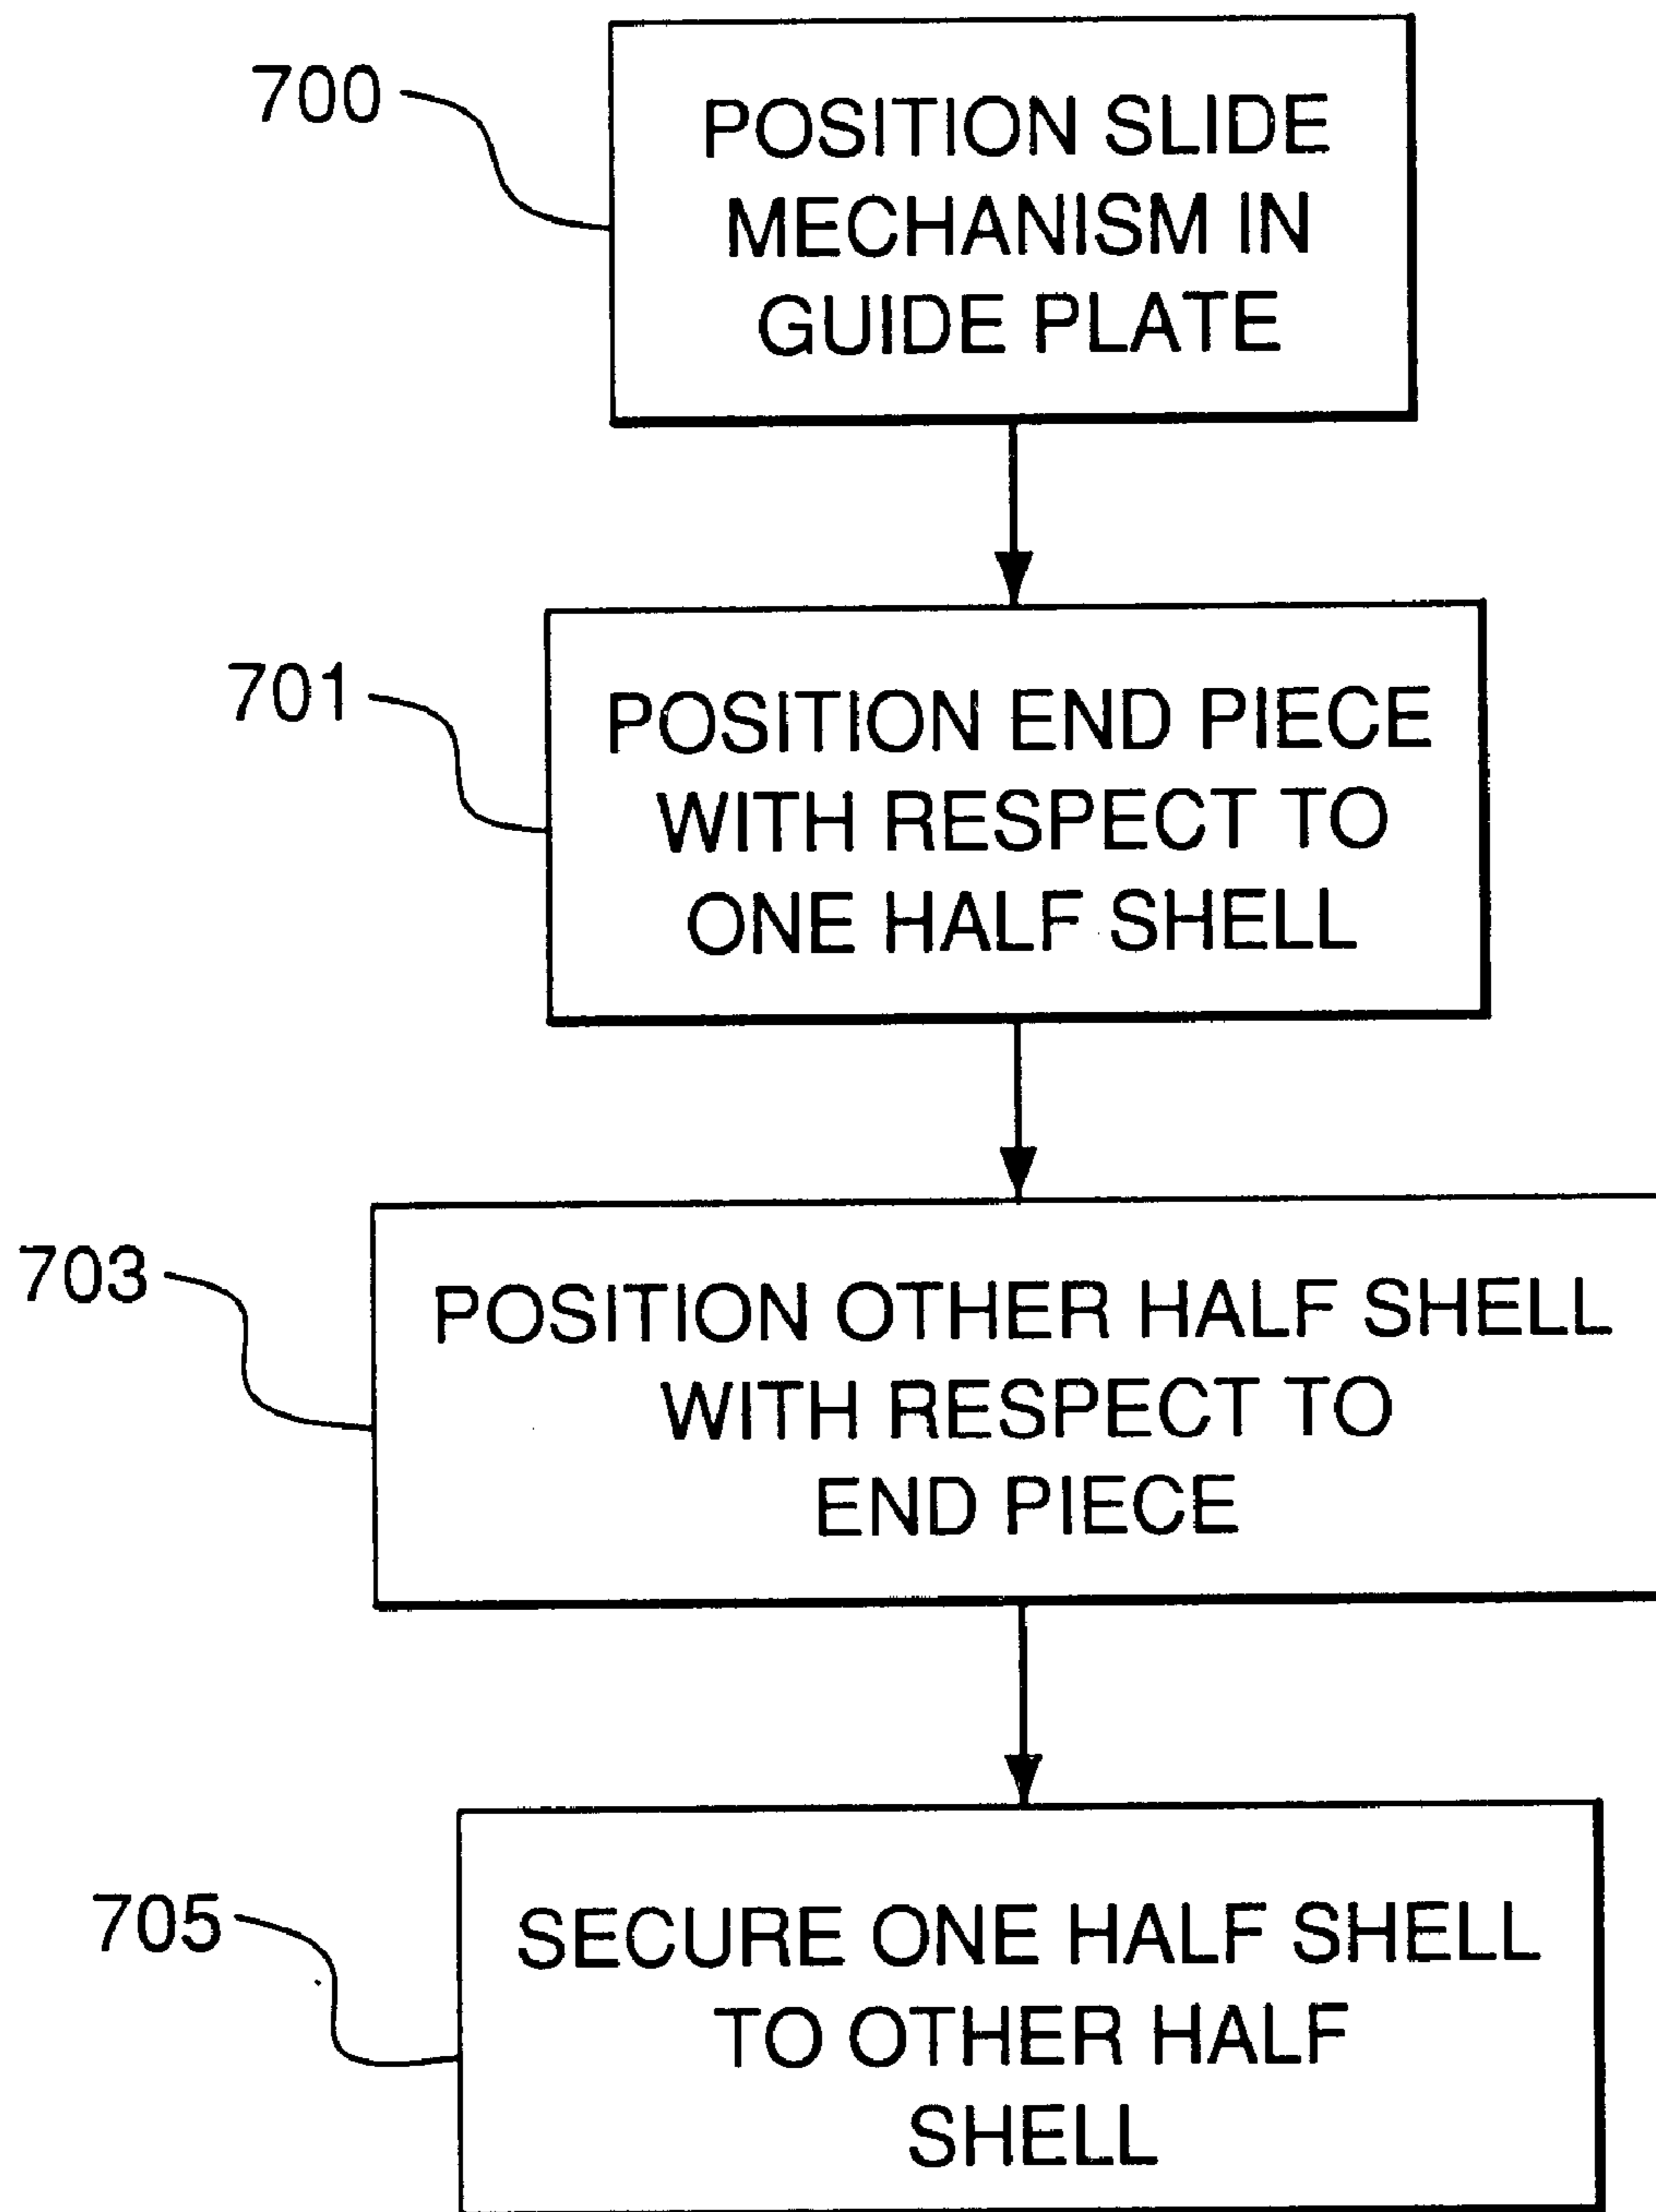 700
POSITION SLIDE
MECHANISM IN
GUIDE PLATE
701
POSITION END PIECE
WITH RESPECT TO
ONE HALF SHELL
703
POSITION OTHER HALF SHELL
WITH RESPECT TO
END PIECE
705
SECURE ONE HALF SHELL
TO OTHER HALF
SHELL